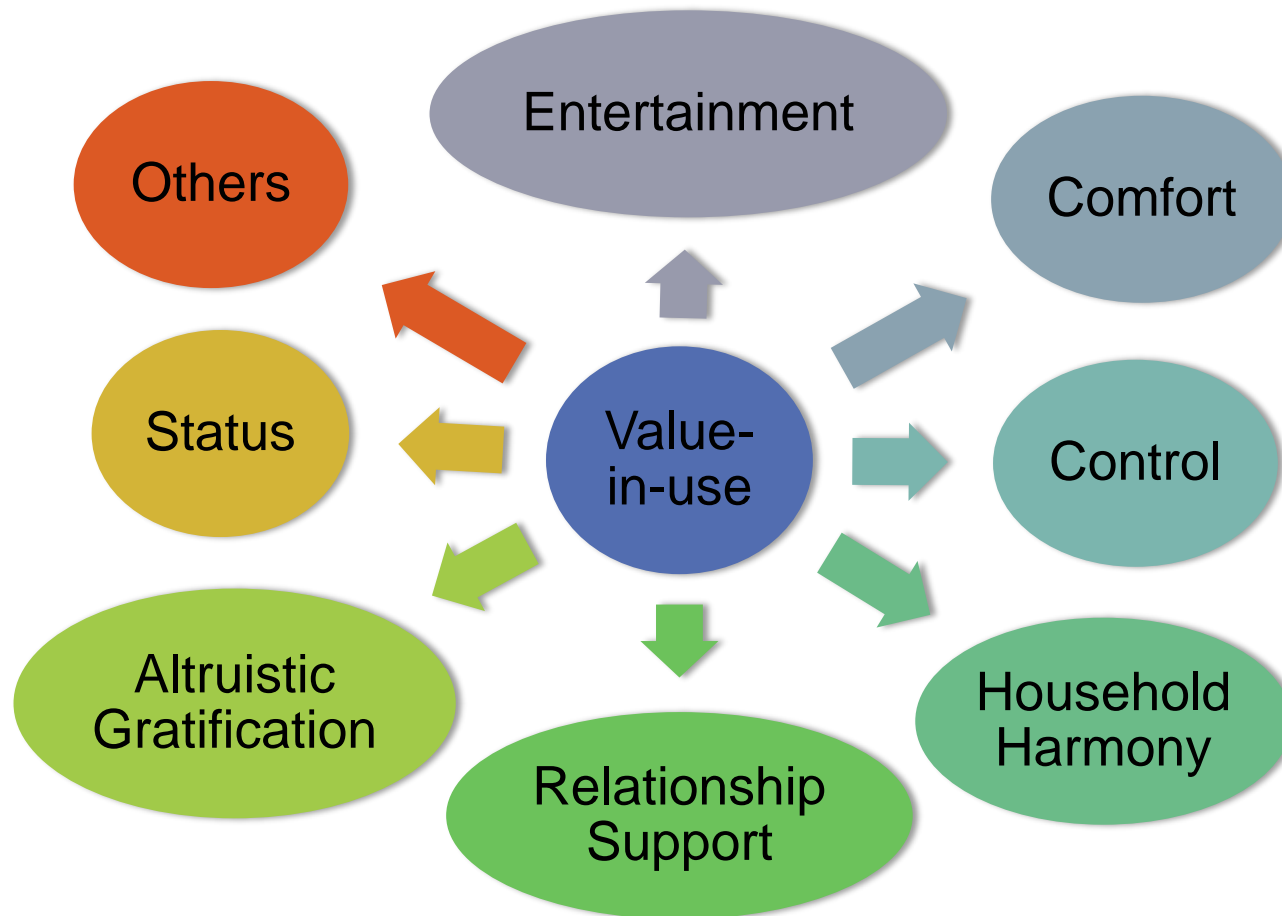 Entertainment
Others
Comfort
Status
Value-
in-use
Control
Altruistic
Gratification
Household
Harmony
Relationship
Support